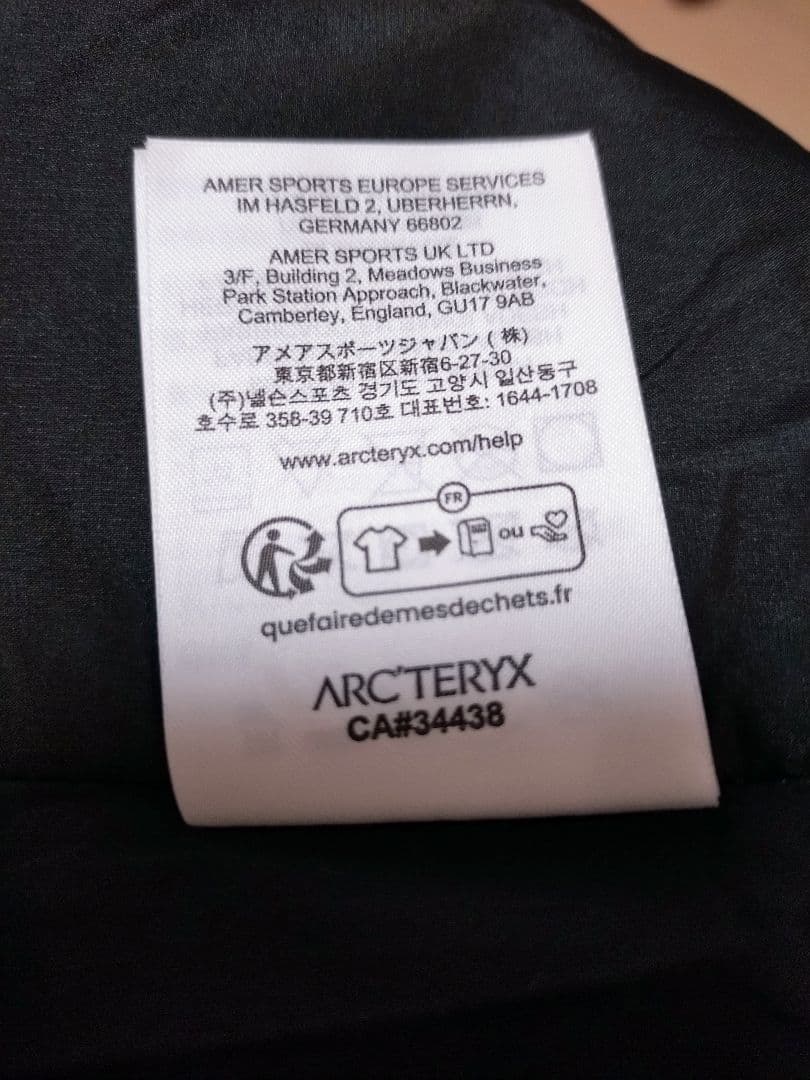 AMER SPORTS EUROPE SERVICES
IM HASFELD 2, UBERHERRN,
GERMANY 66802
AMER SPORTS UK LTD
3/F, Building 2, Meadows Business
Park Station Approach, Blackwater,
Camberley, England, GU17 9AB
アメアスポーツジャパン (株)
東京都新宿区新宿6-27-30
(주)넬슨스포츠 경기도 고양시 일산동구
호수로 358-39 710호 대표번호: 1644-1708
www.arcteryx.com/help
FR
ou
quefairedemesdechets.fr
ARC'TERYX
CA#34438